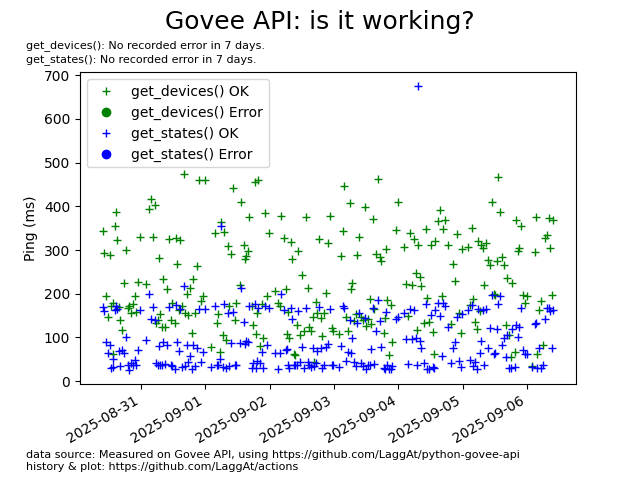 Govee API: is it working?
get_devices(): No recorded error in 7 days.
get_states(): No recorded error in 7 days.
700
600
500
400
300
200
100
0
Ping (ms)
get_devices() OK
get_devices() Error
get_states() OK
get_states() Error
2025-08-31
2025-09-01
2025-09-02
2025-09-03
2025-09-04
2025-09-05
2025-09-06
data source: Measured on Govee API, using https://github.com/LaggAt/python-govee-api
history & plot: https://github.com/LaggAt/actions